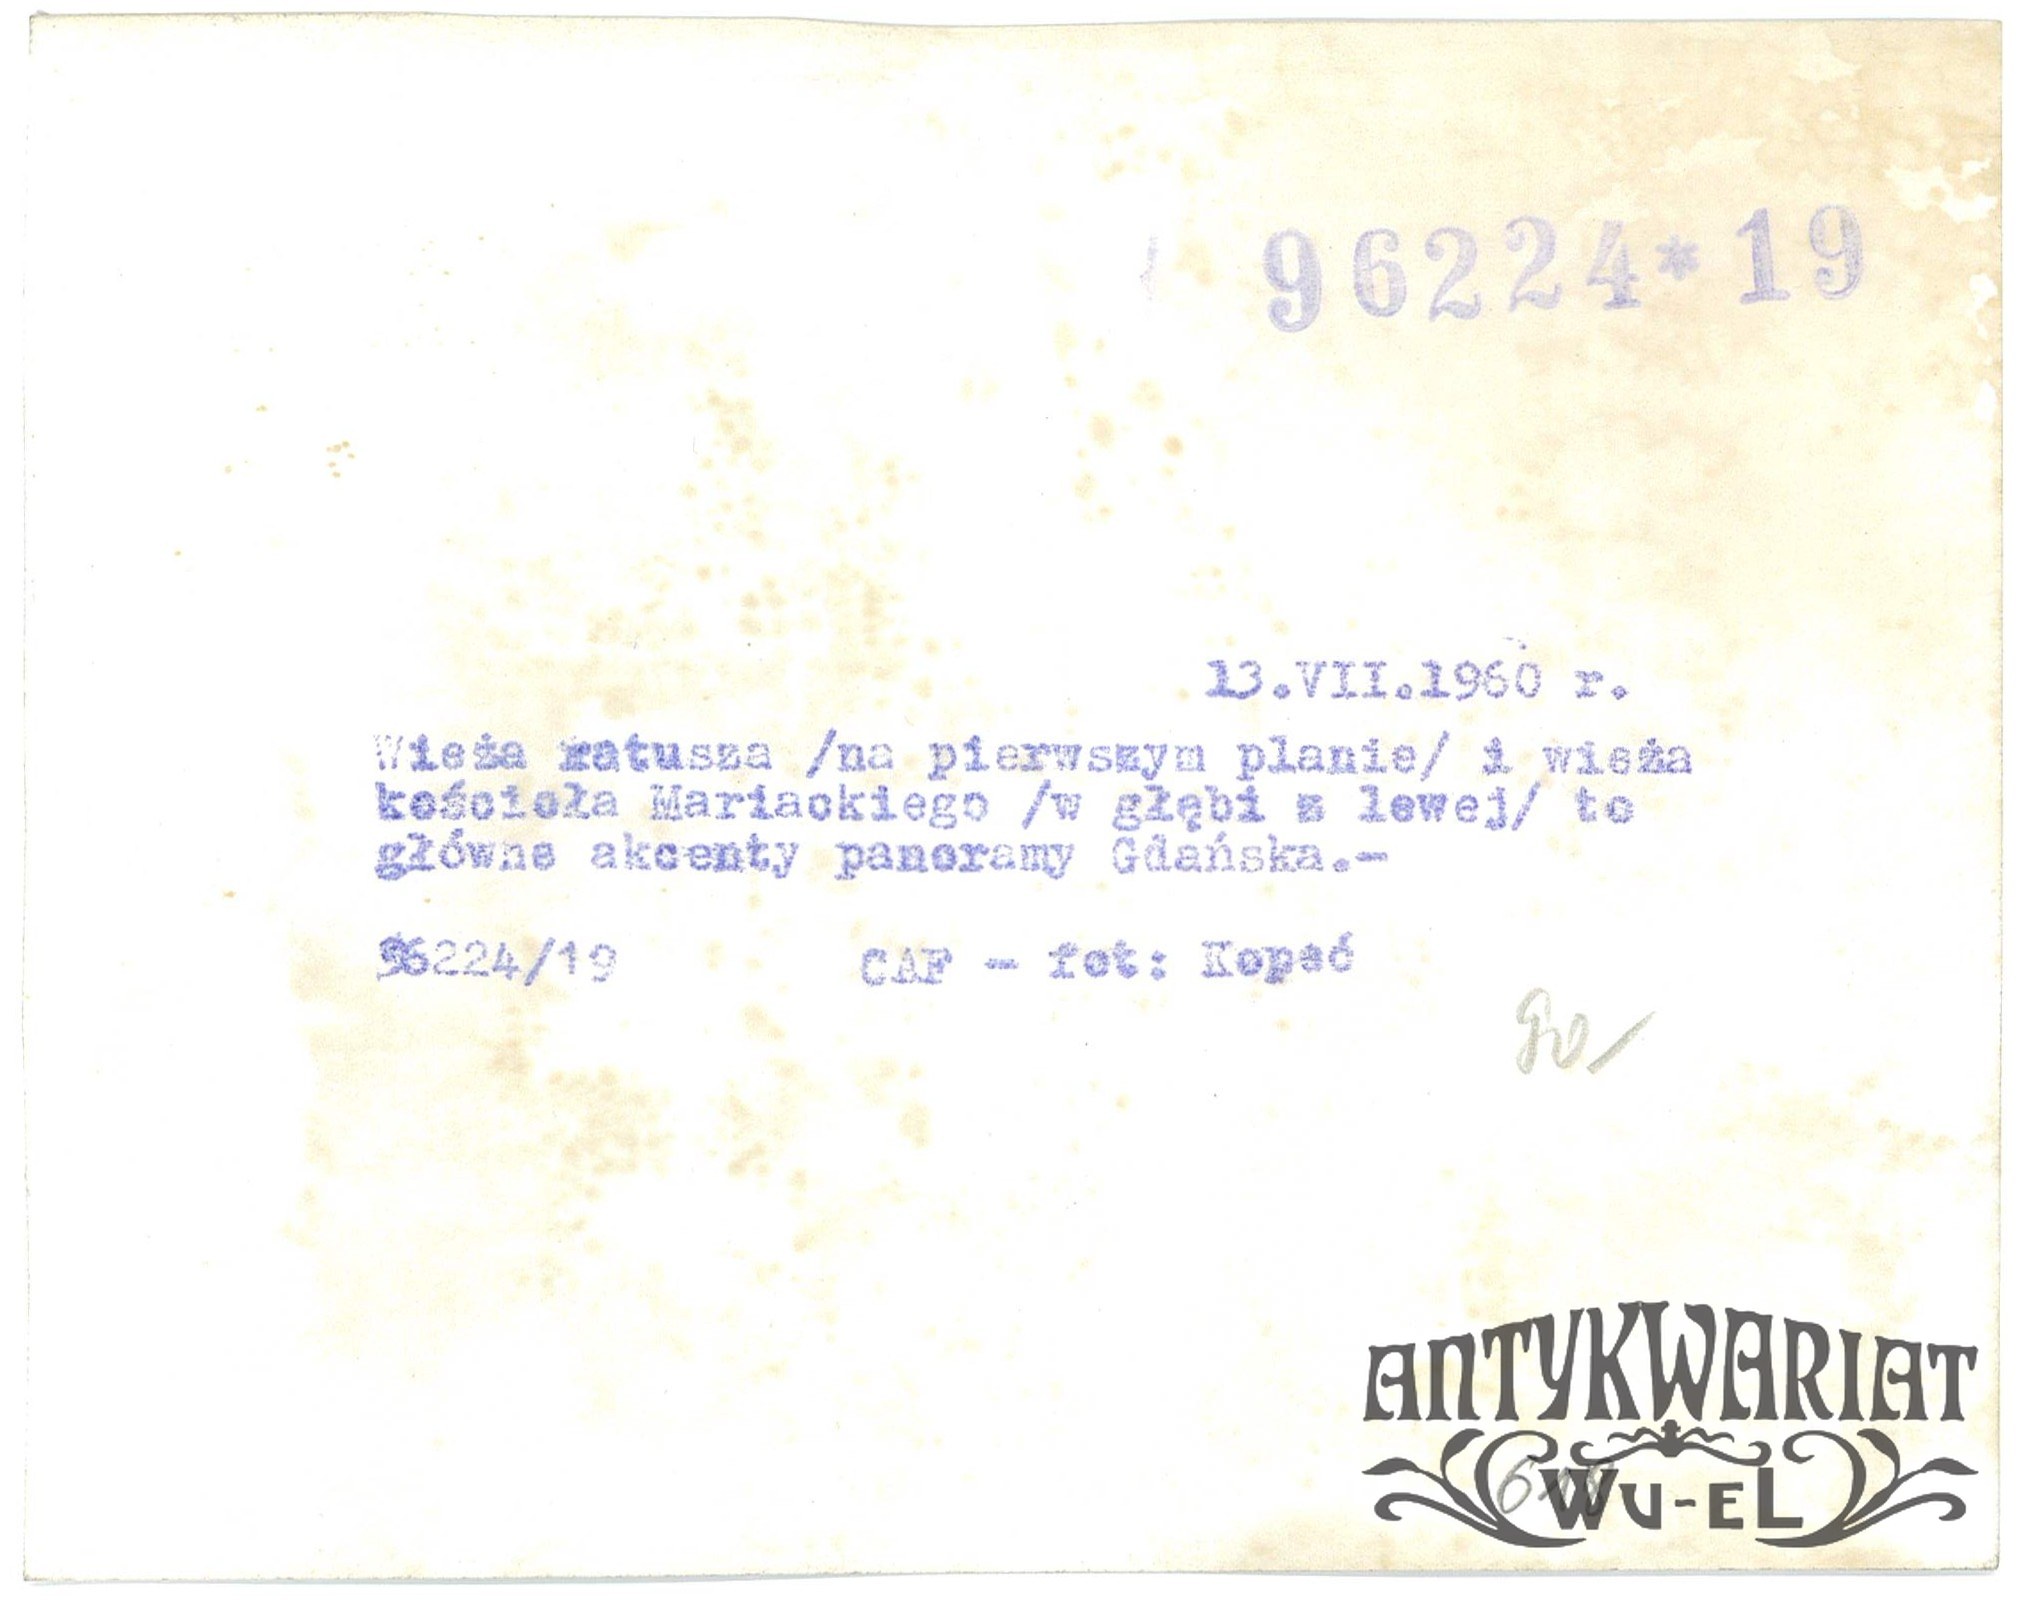 96224*19
13.VII.1960 r.
Wieża ratusza /na pierwszym planie/ i wieża
kościoła Mariackiego /w głębi z lewej/ to
główne akcenty panoramy Gdańska.-
96224/19 CAF - fot: Kopeć
90
ANTYKWARIAT
WU-EL